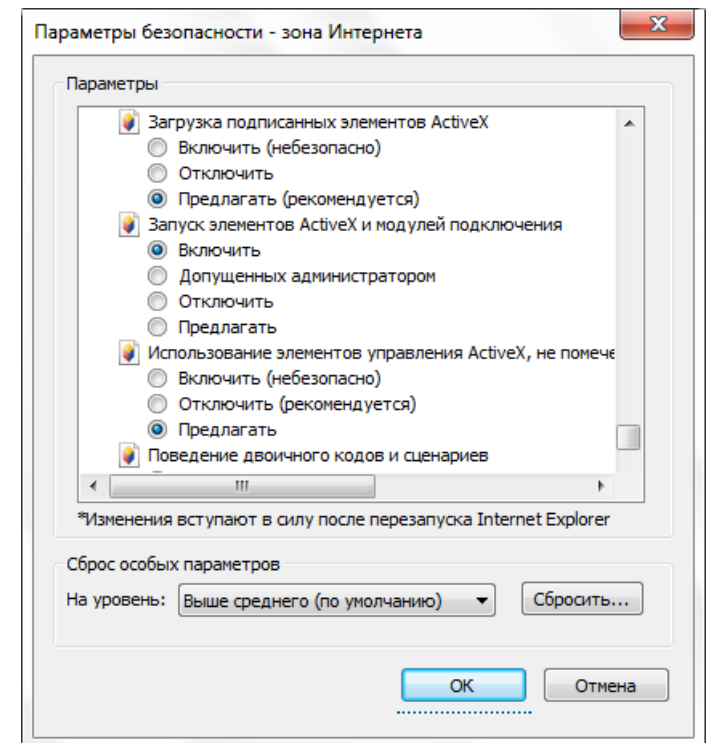 Параметры безопасности - зона Интернета
Параметры
Загрузка подписанных элементов ActiveX
Включить (небезопасно)
Отключить
Предлагать (рекомендуется)
Запуск элементов ActiveX и модулей подключения
Включить
Допущенных администратором
Отключить
Предлагать
Использование элементов управления ActiveX, не помече
Включить (небезопасно)
Отключить (рекомендуется)
Предлагать
Поведение двоичного кодов и сценариев
*Изменения вступают в силу после перезапуска Internet Explorer
Сброс особых параметров
На уровень: Выше среднего (по умолчанию) Сбросить...
ОК Отмена